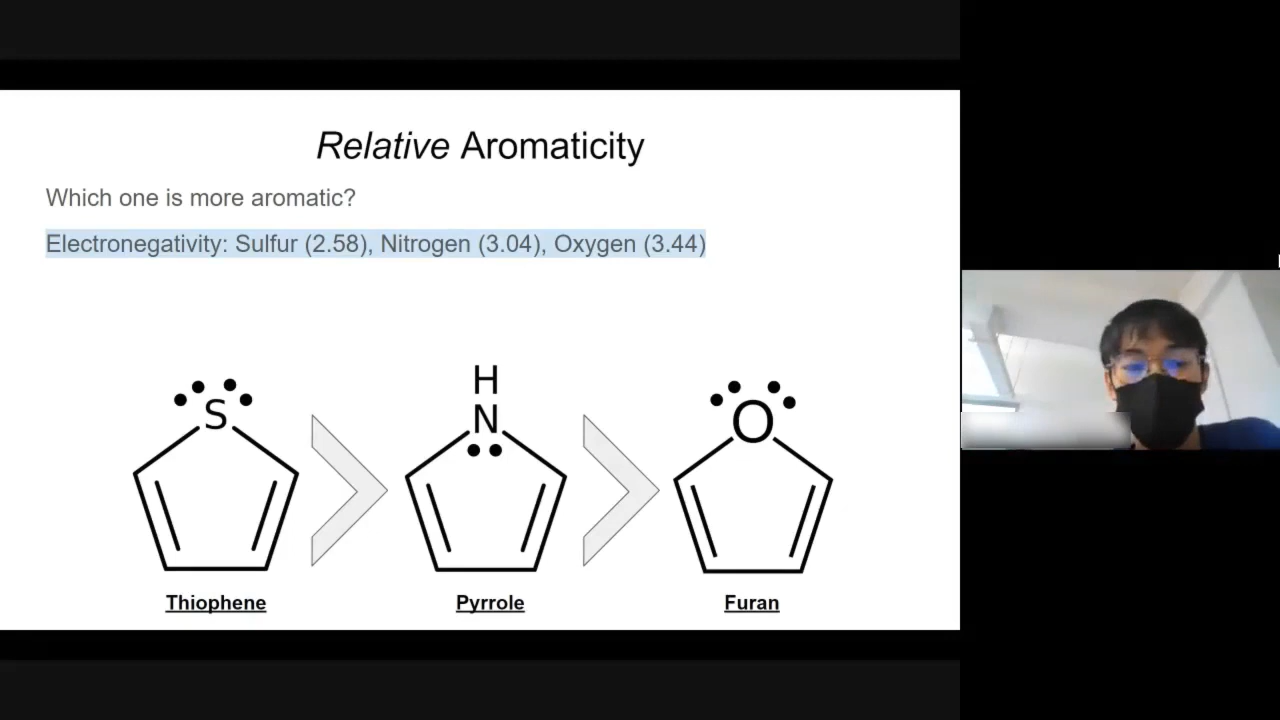 Relative Aromaticity
Which one is more aromatic?
Electronegativity: Sulfur (2.58), Nitrogen (3.04), Oxygen (3.44)
H
S
N
O
Thiophene
Pyrrole
Furan